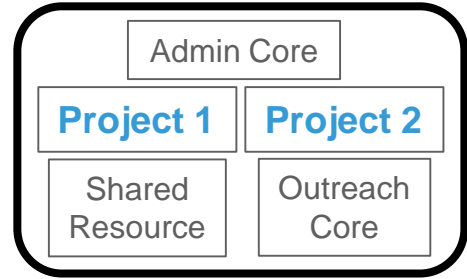 Admin Core
Project 1
Project 2
Shared
Resource
Outreach
Core